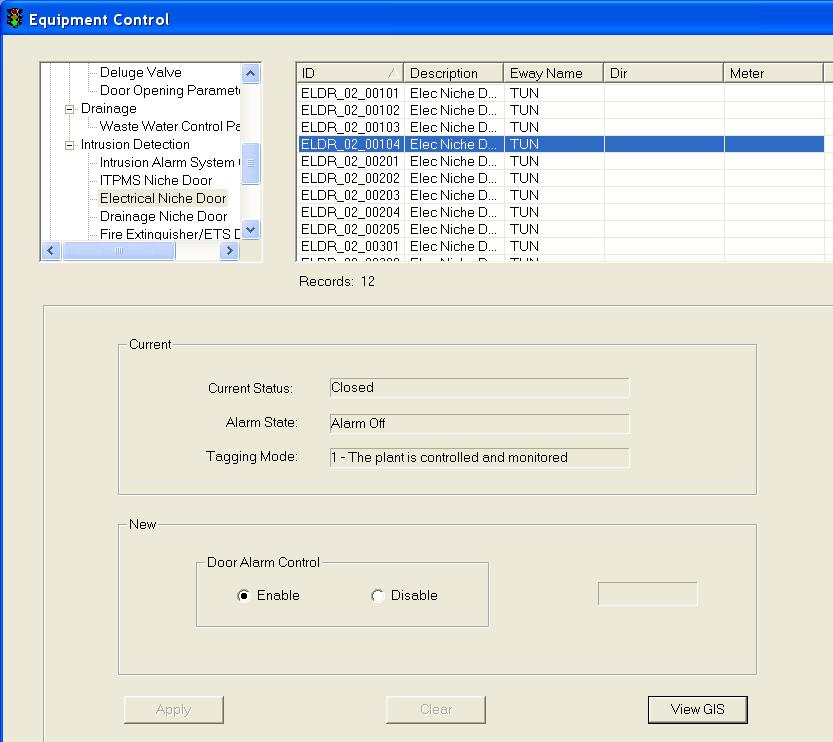 Equipment Control
Deluge Valve
Door Opening Paramet
Drainage
Waste Water Control Pa
Intrusion Detection
Intrusion Alarm System
ITPMS Niche Door
Electrical Niche Door
Drainage Niche Door
Fire Extinguisher/ETS D
ID Description Eway Name Dir Meter
ELDR_02_00101 Elec Niche D... TUN
ELDR_02_00102 Elec Niche D... TUN
ELDR_02_00103 Elec Niche D... TUN
ELDR_02_00104 Elec Niche D... TUN
ELDR_02_00201 Elec Niche D... TUN
ELDR_02_00202 Elec Niche D... TUN
ELDR_02_00203 Elec Niche D... TUN
ELDR_02_00204 Elec Niche D... TUN
ELDR_02_00205 Elec Niche D... TUN
ELDR_02_00301 Elec Niche D... TUN
Records: 12
Current
Current Status: Closed
Alarm State: Alarm Off
Tagging Mode: 1 - The plant is controlled and monitored
New
Door Alarm Control
Enable Disable
Apply Clear View GIS